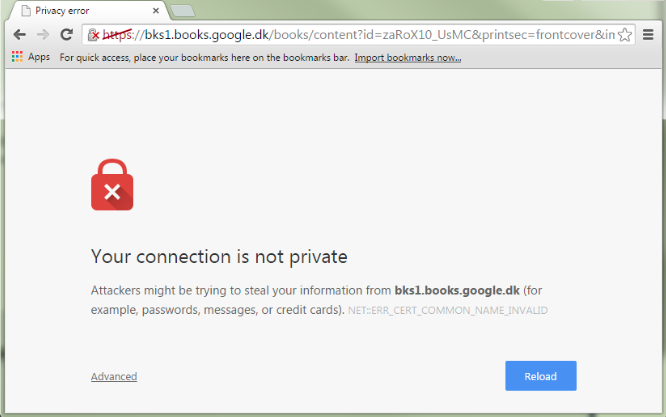 Privacy error
https://bks1.books.google.dk/books/content?id=zaRoX10_UsMC&printsec=frontcover&in
Apps For quick access, place your bookmarks here on the bookmarks bar. Import bookmarks now...
Your connection is not private
Attackers might be trying to steal your information from bks1.books.google.dk (for
example, passwords, messages, or credit cards). NET::ERR_CERT_COMMON_NAME_INVALID
Advanced Reload